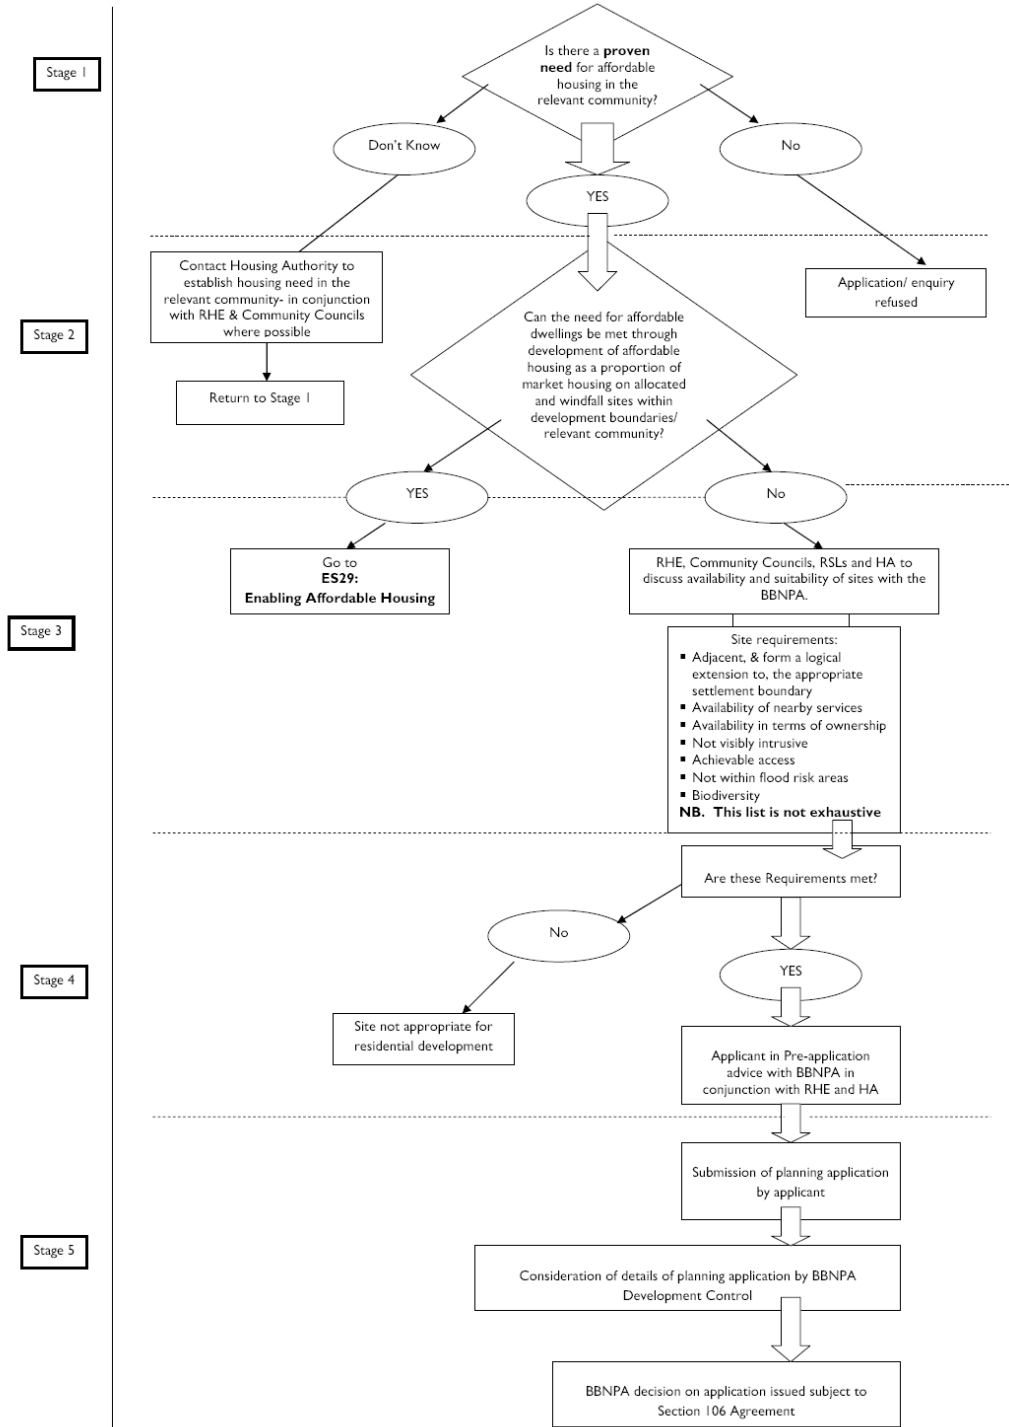 Stage 1
Is there a proven
need for affordable
housing in the
relevant community?
Don't Know
No
YES
Stage 2
Contact Housing Authority to
establish housing need in the
relevant community- in conjunction
with RHE & Community Councils
where possible
Application/ enquiry
refused
Return to Stage 1
Can the need for affordable
dwellings be met through
development of affordable
housing as a proportion of
market housing on allocated
and windfall sites within
development boundaries/
relevant community?
YES
No
Stage 3
Go to
ES29:
Enabling Affordable Housing
RHE, Community Councils, RSLs and HA to
discuss availability and suitability of sites with the
BBNPA.
Site requirements:
▪ Adjacent, & form a logical
extension to, the appropriate
settlement boundary
▪ Availability of nearby services
▪ Availability in terms of ownership
▪ Not visibly intrusive
▪ Achievable access
▪ Not within flood risk areas
▪ Biodiversity
NB. This list is not exhaustive
Are these Requirements met?
No
Stage 4
YES
Site not appropriate for
residential development
Applicant in Pre-application
advice with BBNPA in
conjunction with RHE and HA
Submission of planning application
by applicant
Stage 5
Consideration of details of planning application by BBNPA
Development Control
BBNPA decision on application issued subject to
Section 106 Agreement